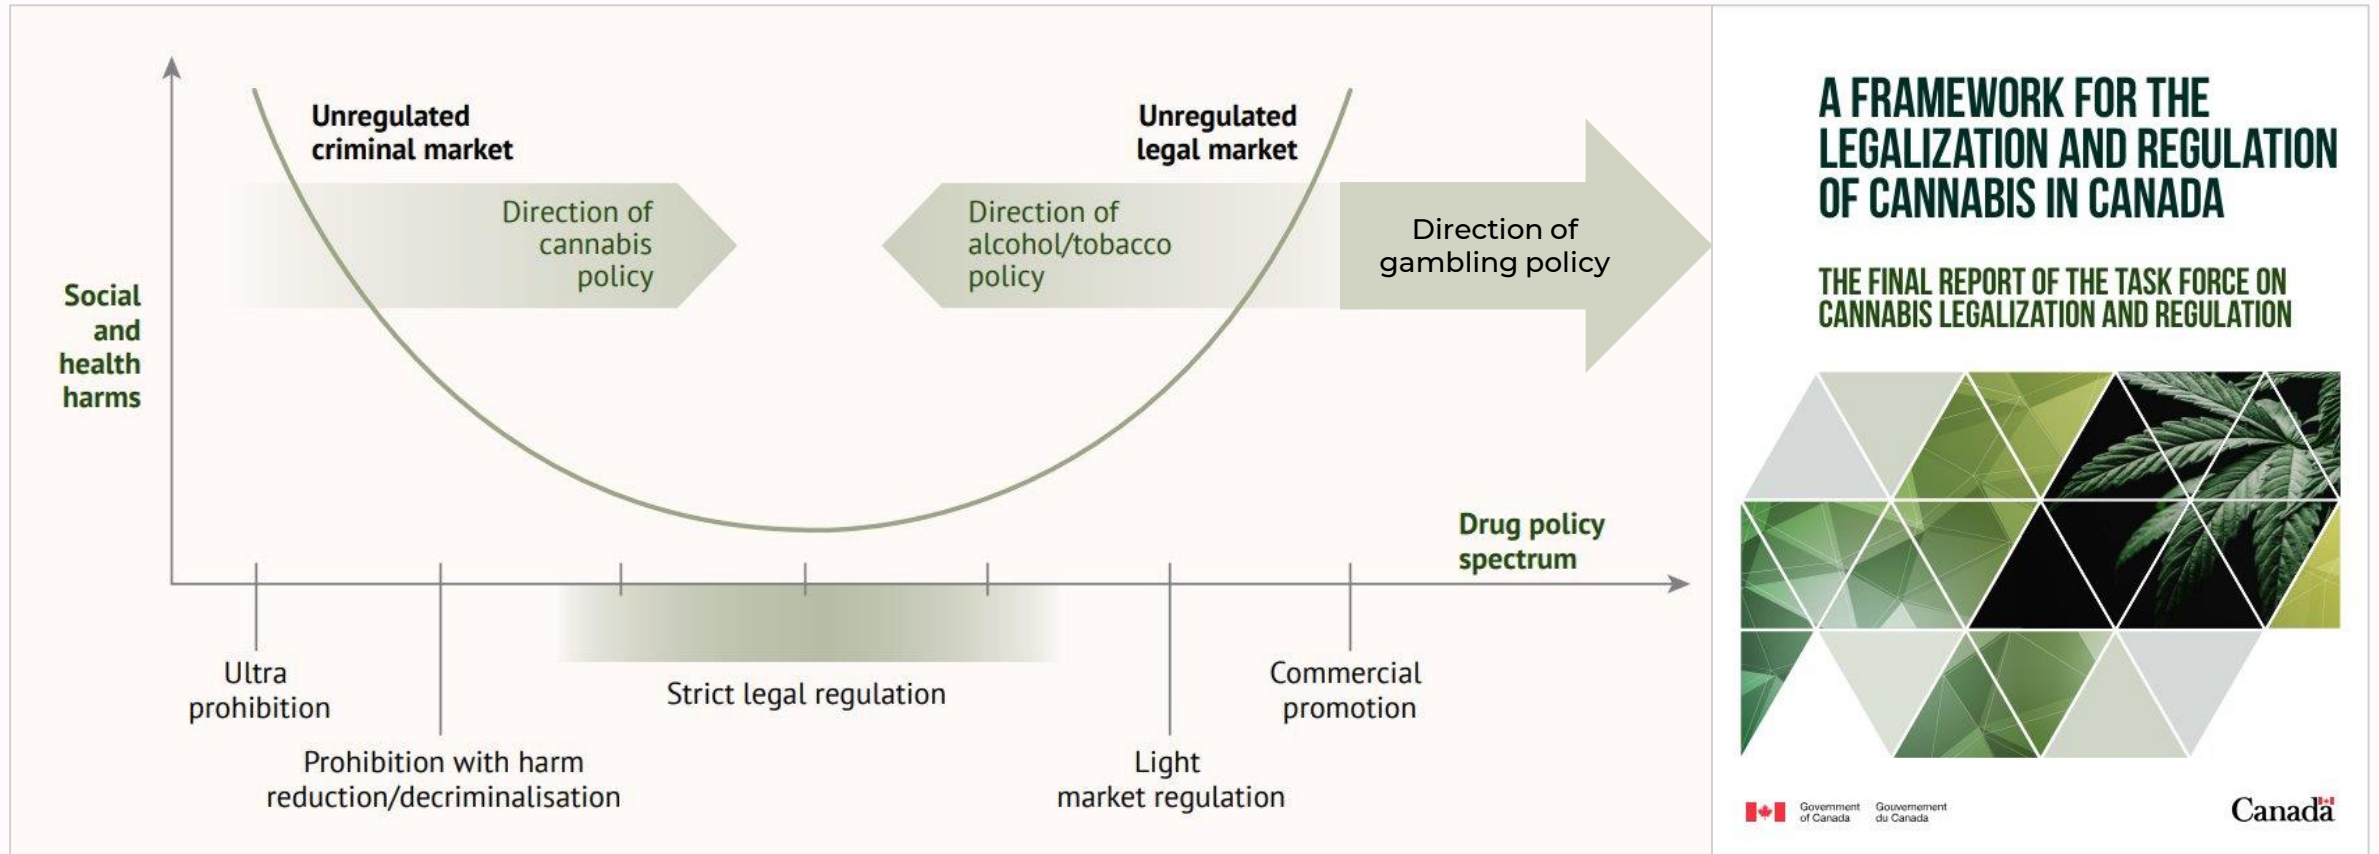 Unregulated
criminal market
Unregulated
legal market
Direction of
cannabis
policy
Direction of
alcohol/tobacco
policy
Direction of
gambling policy
Social
and
health
harms
Drug policy
spectrum
Ultra
prohibition
Prohibition with harm
reduction/decriminalisation
Strict legal regulation
Light
market regulation
Commercial
promotion
A FRAMEWORK FOR THE
LEGALIZATION AND REGULATION
OF CANNABIS IN CANADA
THE FINAL REPORT OF THE TASK FORCE ON
CANNABIS LEGALIZATION AND REGULATION
Government
of Canada
Gouvernement
du Canada
Canada